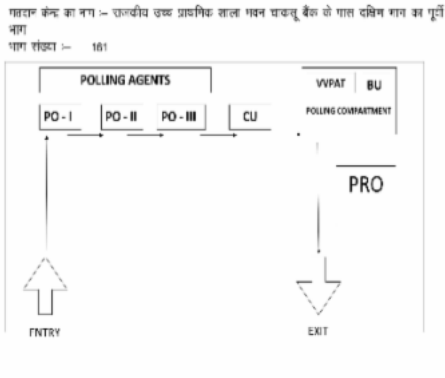 मतदान केन्द्र का नाम :– राजकीय उच्च प्राथमिक शाला भवन चाकसू बैंक के पास दक्षिण भाग का पूर्वी
भाग
भाग संख्या :– 161
POLLING AGENTS
VVPAT BU
PO - I PO - II PO - III CU
POLLING COMPARTMENT
PRO
ENTRY EXIT